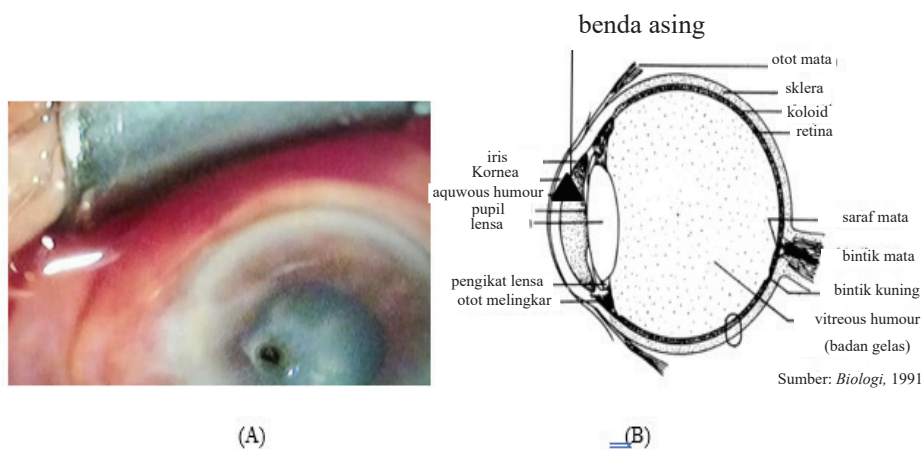 benda asing
otot mata
sklera
koloid
retina
iris
Kornea
aquwous humour
pupil
lensa
saraf mata
bintik mata
pengikat lensa
otot melingkar
bintik kuning
vitreous humour
(badan gelas)
Sumber: Biologi, 1991
(A)
(B)